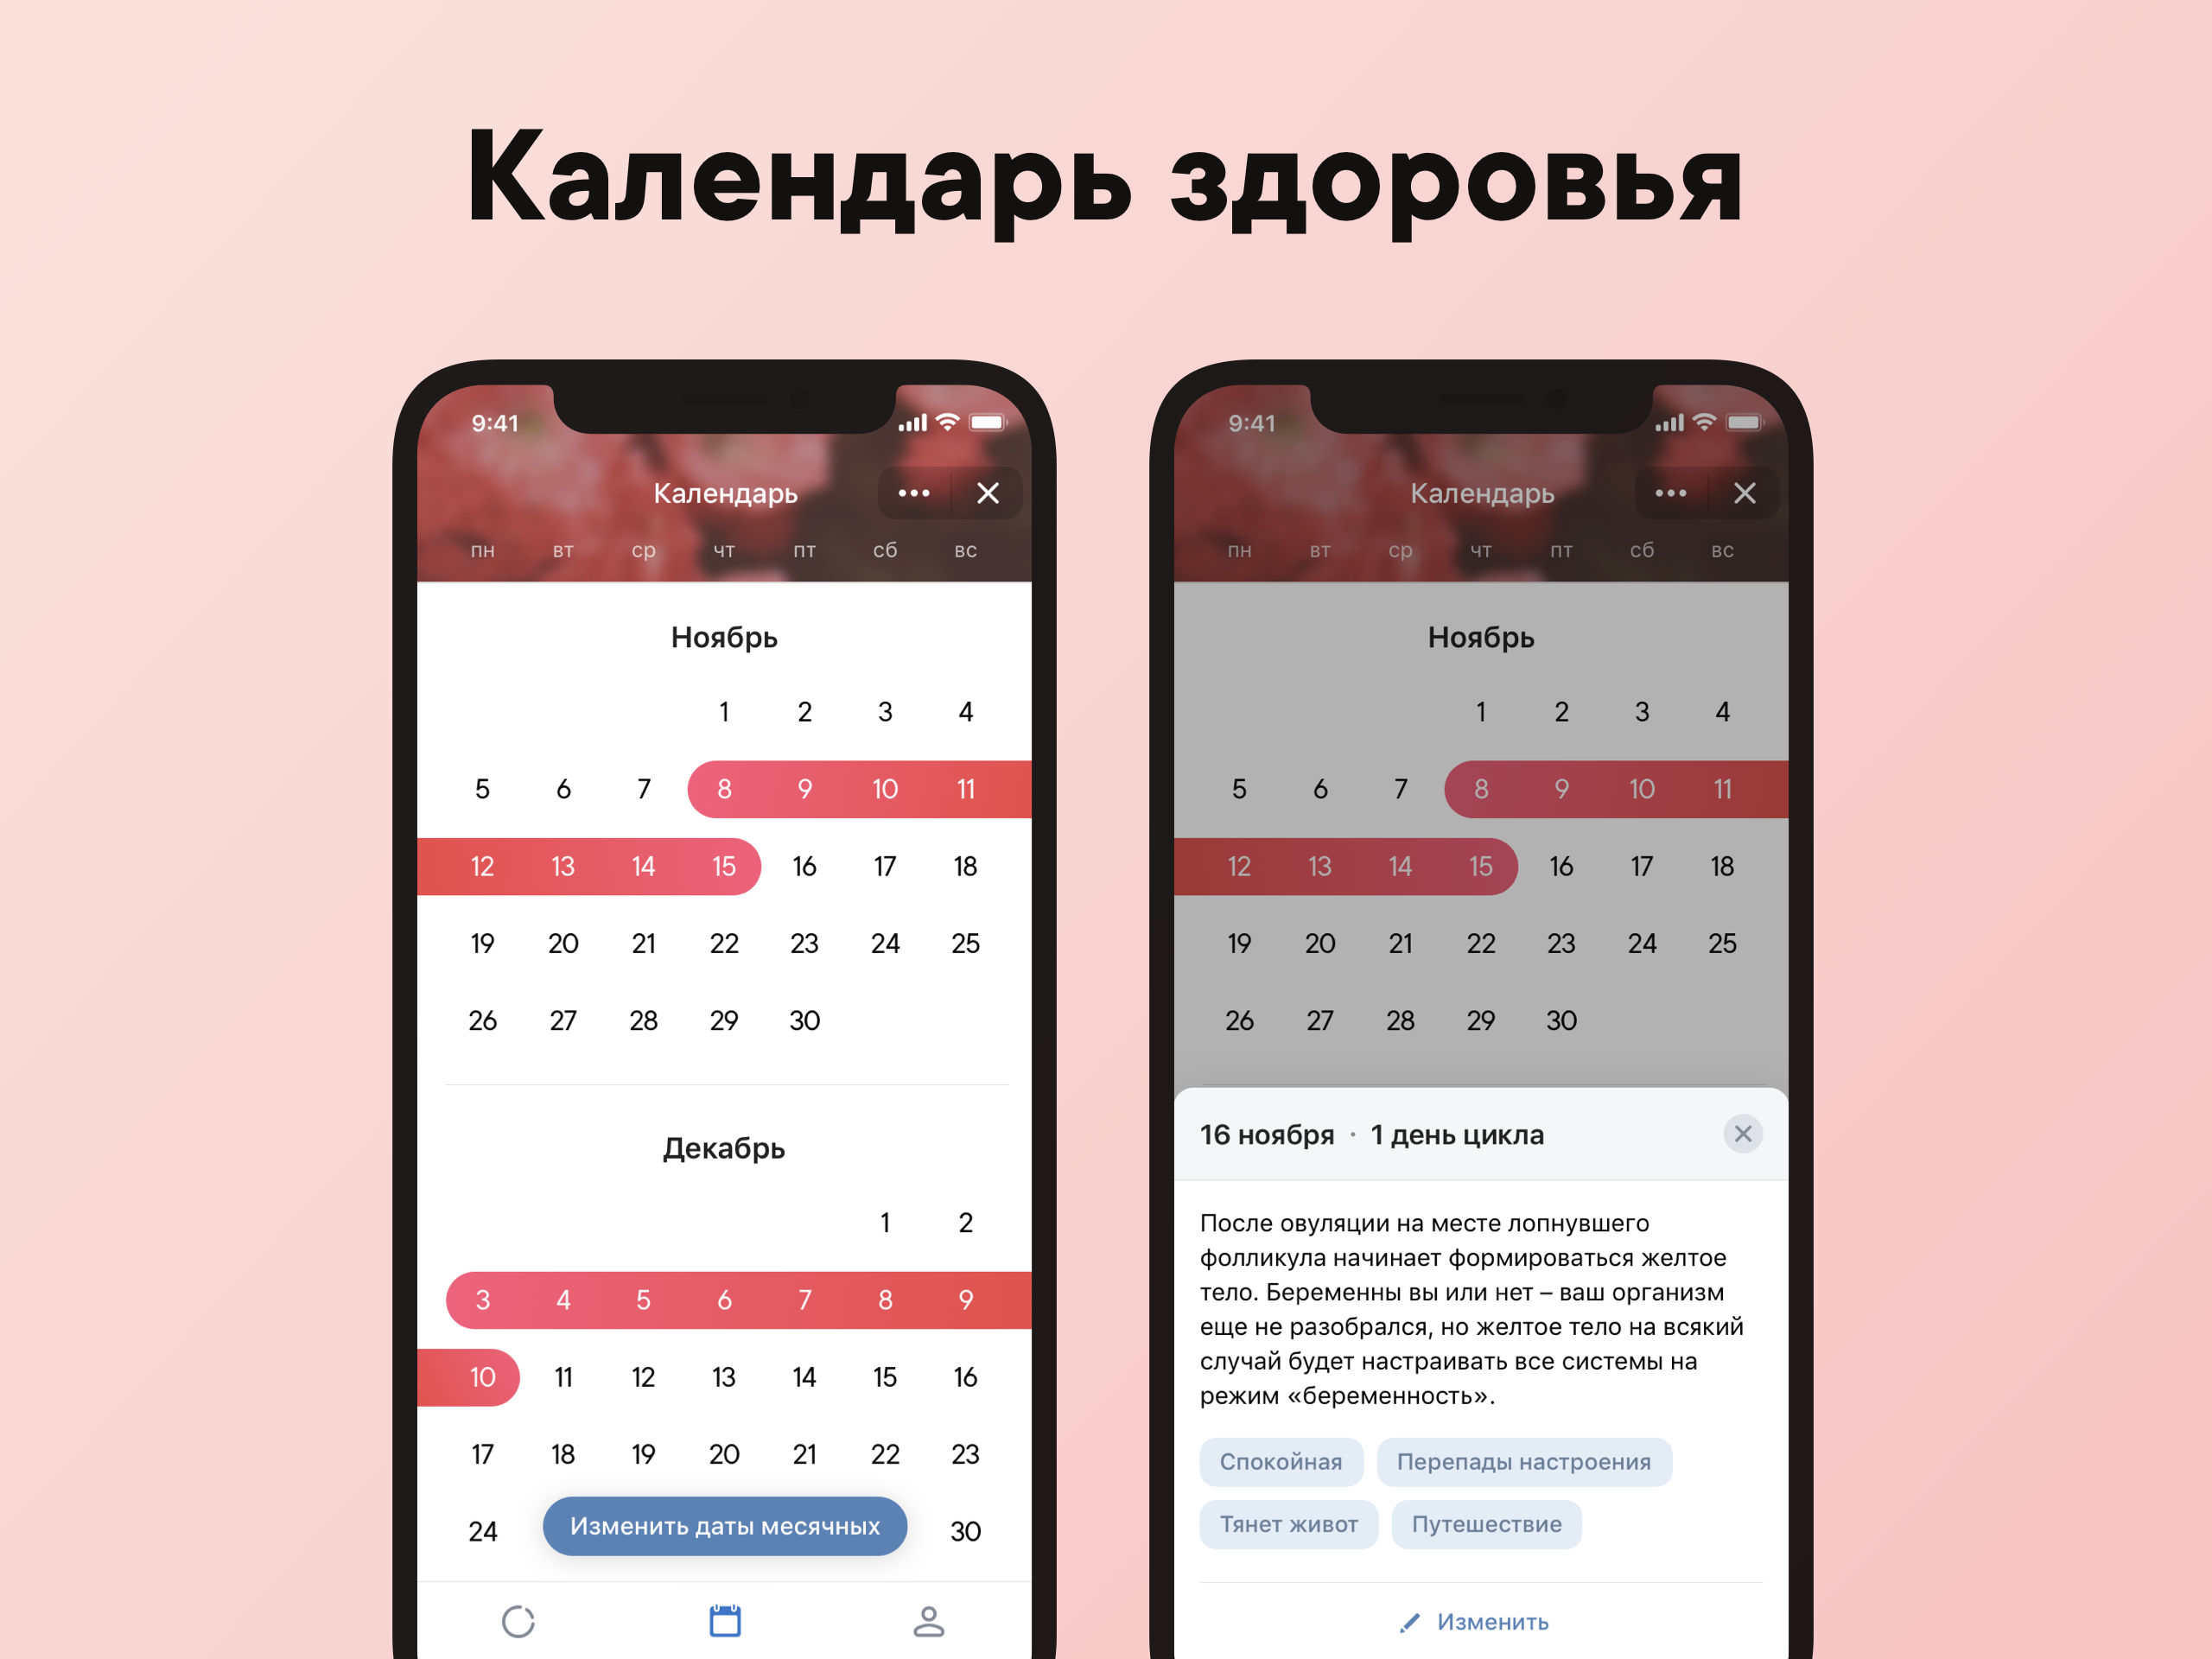 Календарь здоровья
9:41
Календарь
пн вт ср чт пт сб вс
Ноябрь
1 2 3 4
5 6 7 8 9 10 11
12 13 14 15 16 17 18
19 20 21 22 23 24 25
26 27 28 29 30
Декабрь
1 2
3 4 5 6 7 8 9
10 11 12 13 14 15 16
17 18 19 20 21 22 23
24 30
Изменить даты месячных
9:41
Календарь
пн вт ср чт пт сб вс
Ноябрь
1 2 3 4
5 6 7 8 9 10 11
12 13 14 15 16 17 18
19 20 21 22 23 24 25
26 27 28 29 30
16 ноября · 1 день цикла
После овуляции на месте лопнувшего
фолликула начинает формироваться желтое
тело. Беременны вы или нет – ваш организм
еще не разобрался, но желтое тело на всякий
случай будет настраивать все системы на
режим «беременность».
Спокойная Перепады настроения
Тянет живот Путешествие
Изменить